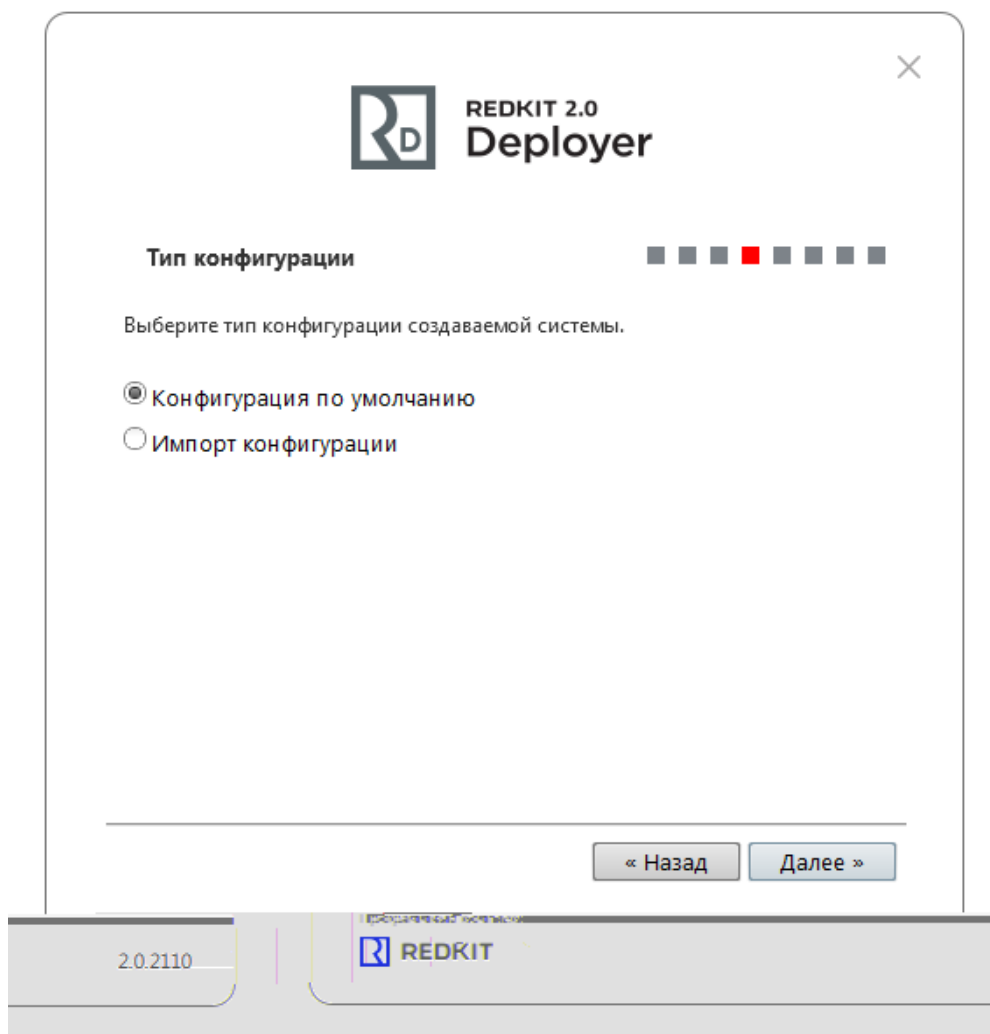 RD
REDKIT 2.0
Deployer
Тип конфигурации
Выберите тип конфигурации создаваемой системы.
Конфигурация по умолчанию
Импорт конфигурации
« Назад
Далее »
2.0.2110
REDKIT